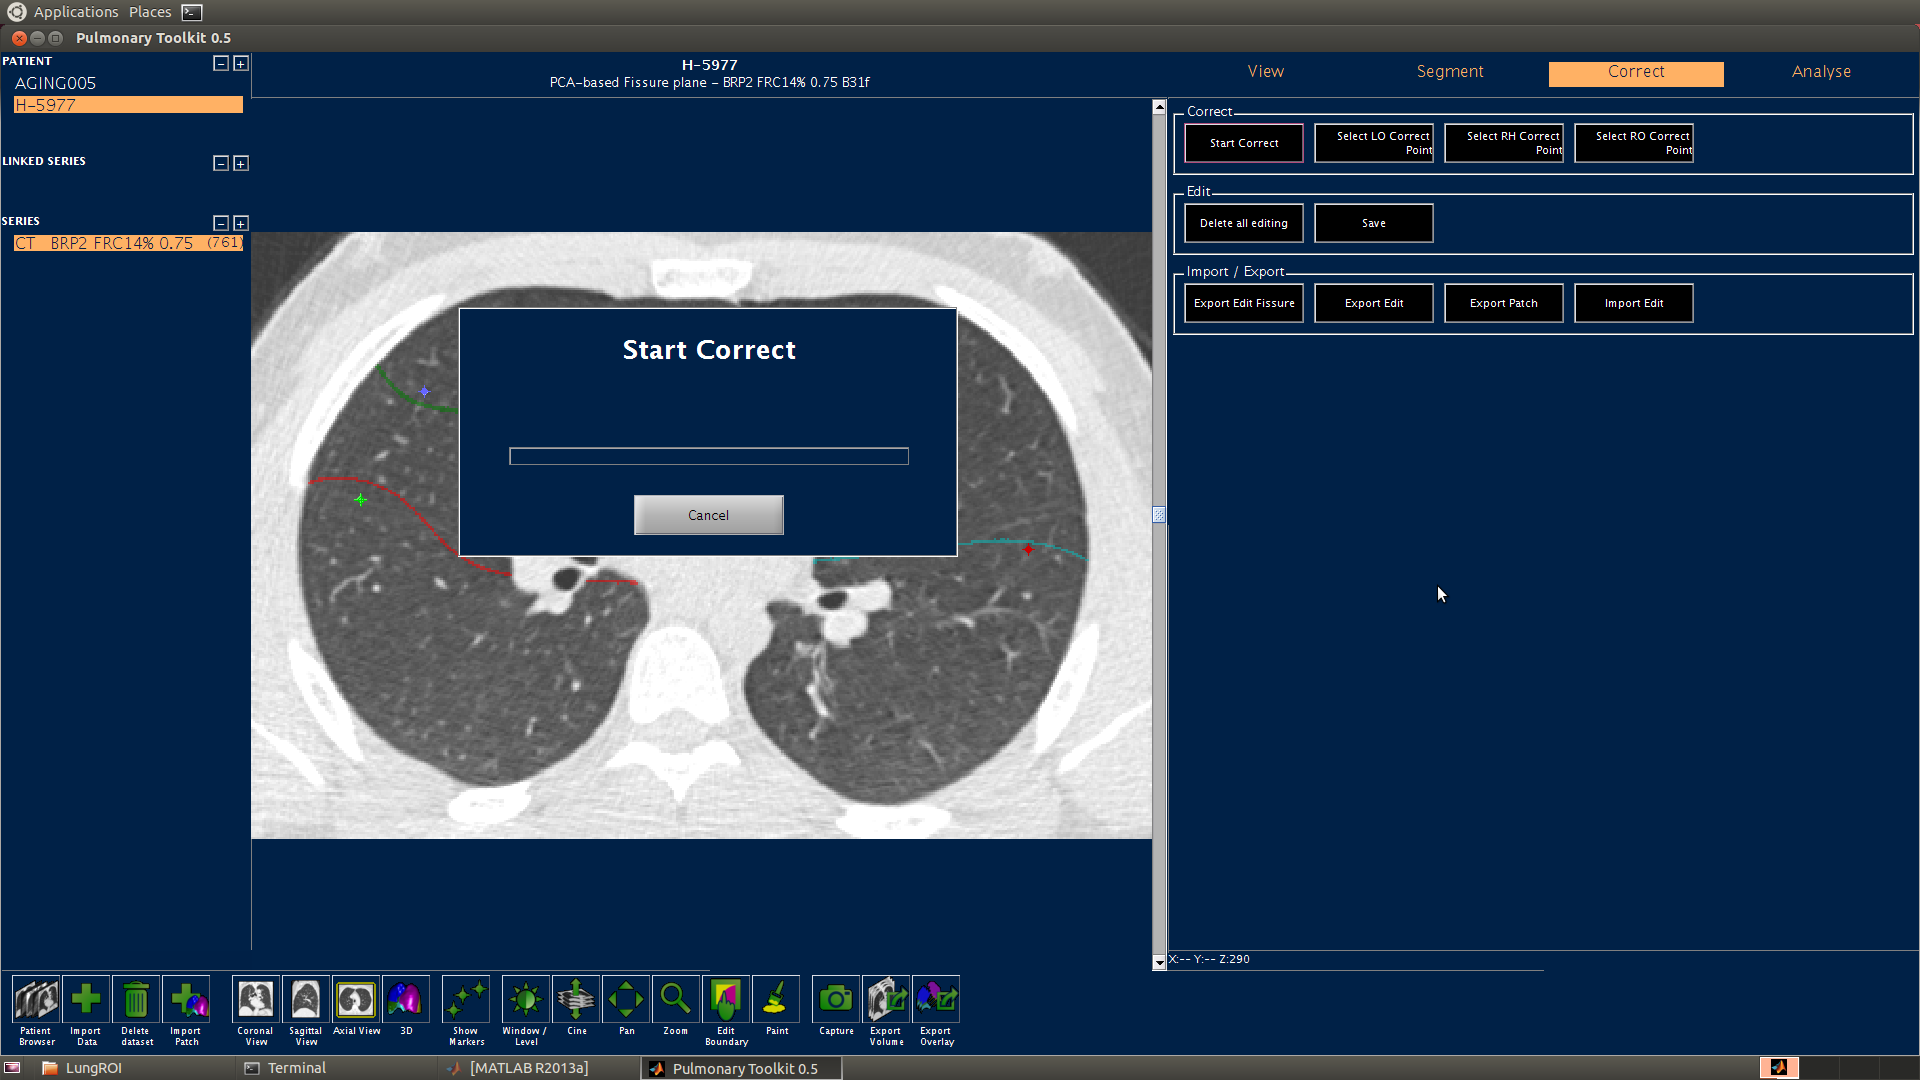 Applications Places
Pulmonary Toolkit 0.5
PATIENT
AGING005
H-5977
LINKED SERIES
SERIES
CT BRP2 FRC14% 0.75 (761)
H-5977
PCA-based Fissure plane - BRP2 FRC14% 0.75 B31f
View Segment Correct Analyse
Correct
Start Correct
Select LO Correct
Point
Select RH Correct
Point
Select RO Correct
Point
Edit
Delete all editing
Save
Import / Export
Export Edit Fissure
Export Edit
Export Patch
Import Edit
Start Correct
Cancel
X:-- Y:-- Z:290
Patient
Browser
Import
Data
Delete
dataset
Import
Patch
Coronal
View
Sagittal
View
Axial View
3D
Show
Markers
Window /
Level
Cine
Pan
Zoom
Edit
Boundary
Paint
Capture
Export
Volume
Export
Overlay
LungROI
Terminal
[MATLAB R2013a]
Pulmonary Toolkit 0.5